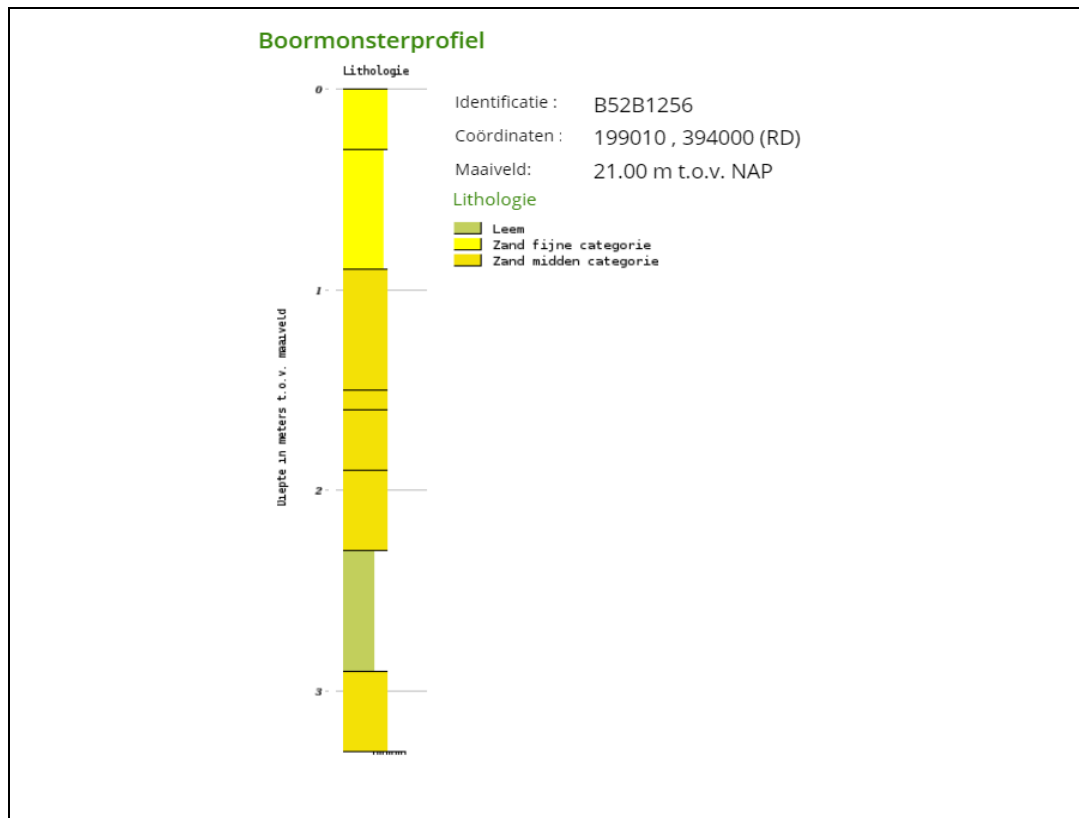 Boormonsterprofiel
Lithologie
0
Identificatie : B52B1256
Coördinaten : 199010 , 394000 (RD)
Maaiveld: 21.00 m t.o.v. NAP
Lithologie
Leem
Zand fijne categorie
Zand midden categorie
1
Diepte in meters t.o.v. maaiveld
2
3